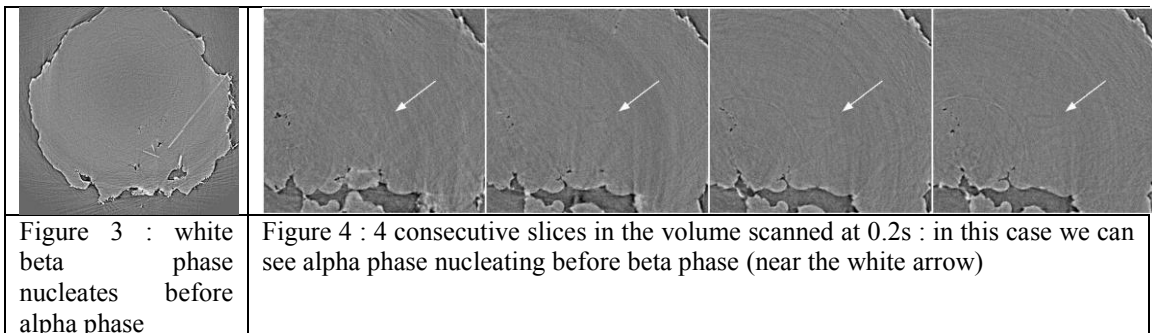 Figure 3 : white
beta phase
nucleates before
alpha phase
Figure 4 : 4 consecutive slices in the volume scanned at 0.2s : in this case we can
see alpha phase nucleating before beta phase (near the white arrow)